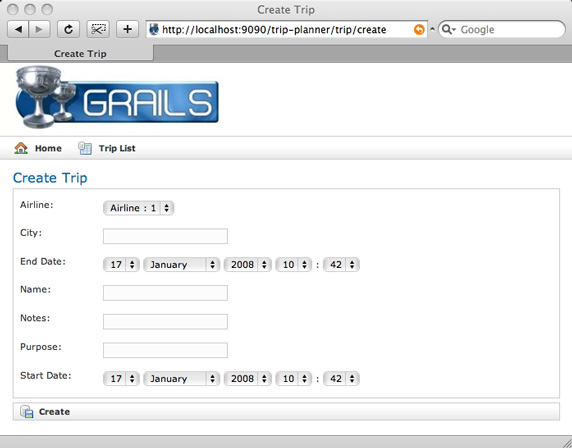 Create Trip
http://localhost:9090/trip-planner/trip/create
Google
Create Trip
GRAILS
Home Trip List
Create Trip
Airline: Airline : 1
City:
End Date: 17 January 2008 10 : 42
Name:
Notes:
Purpose:
Start Date: 17 January 2008 10 : 42
Create